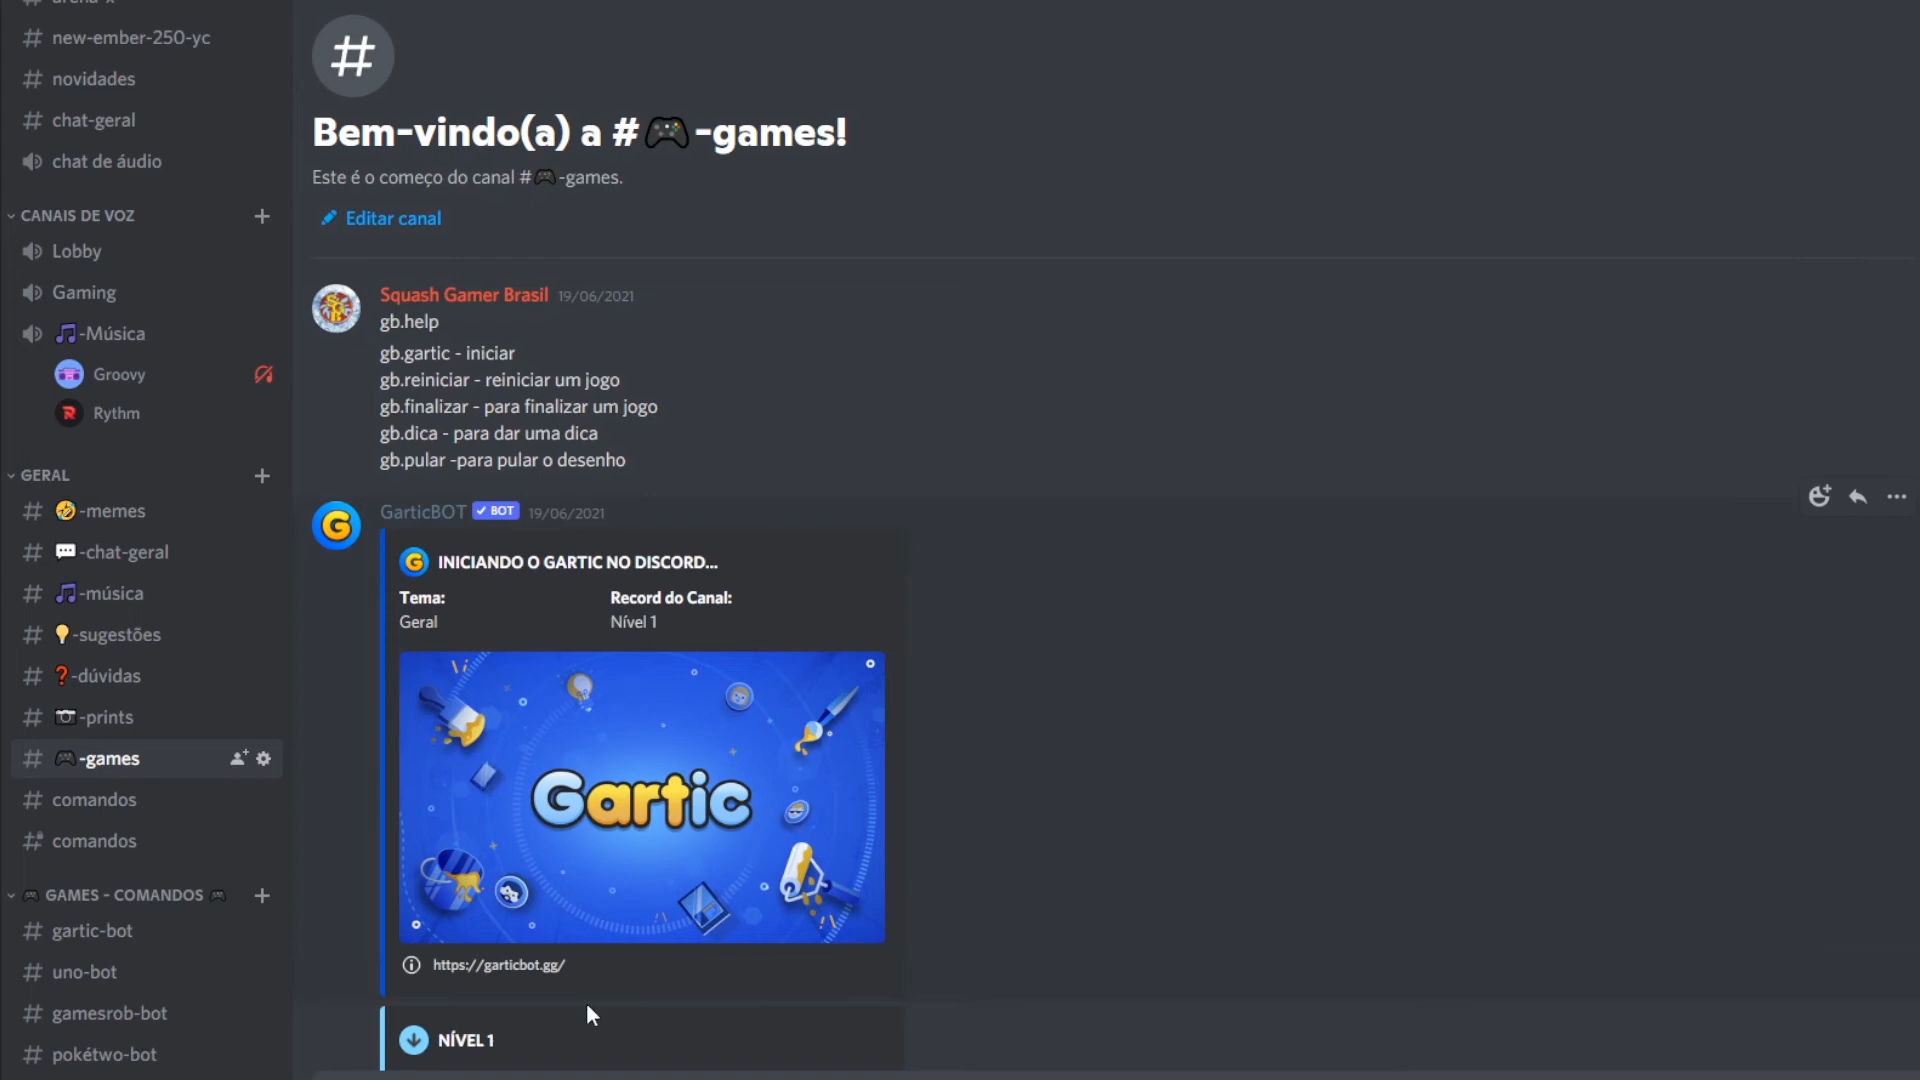 # new-ember-250-yc
# novidades
# chat-geral
chat de áudio
CANAIS DE VOZ +
Lobby
Gaming
🎵-Música
Groovy
Rythm
GERAL +
# 🤣-memes
# 💬-chat-geral
# 🎵-música
# 💡-sugestões
# ❓-dúvidas
# 📷-prints
# 🎮-games
# comandos
# comandos
🎮 GAMES - COMANDOS 🎮 +
# gartic-bot
# uno-bot
# gamesrob-bot
# pokétwo-bot
#
Bem-vindo(a) a #🎮-games!
Este é o começo do canal #🎮-games.
Editar canal
Squash Gamer Brasil 19/06/2021
gb.help
gb.gartic - iniciar
gb.reiniciar - reiniciar um jogo
gb.finalizar - para finalizar um jogo
gb.dica - para dar uma dica
gb.pular -para pular o desenho
GarticBOT ✓ BOT 19/06/2021
G INICIANDO O GARTIC NO DISCORD...
Tema: Record do Canal:
Geral Nível 1
Gartic
https://garticbot.gg/
NÍVEL 1